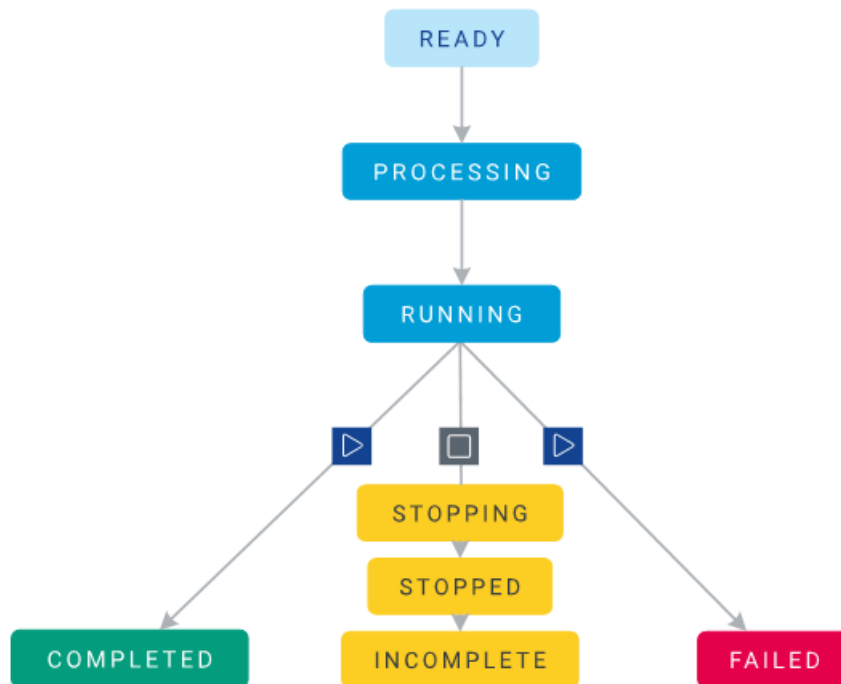 READY
PROCESSING
RUNNING
STOPPING
STOPPED
COMPLETED
INCOMPLETE
FAILED